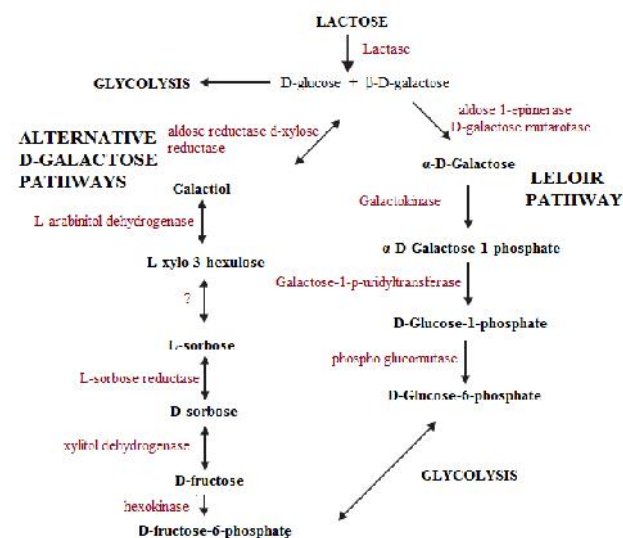 LACTOSE
Lactase
GLYCOLYSIS
D-glucose + β-D-galactose
aldose 1-epimerase
D-galactose mutarotase
ALTERNATIVE
D-GALACTOSE
PATHWAYS
aldose reductase d-xylose
reductase
α-D-Galactose
LELOIR
PATHWAY
Galactiol
Galactokinase
L-arabinitol dehydrogenase
α D Galactose 1 phosphate
L xylo 3 hexulose
Galactose-1-p-uridyltransferase
?
D-Glucose-1-phosphate
L-sorbose
phospho glucomutase
L-sorbose reductase
D-Glucose-6-phosphate
D sorbose
xylitol dehydrogenase
GLYCOLYSIS
D-fructose
hexokinase
D-fructose-6-phosphate